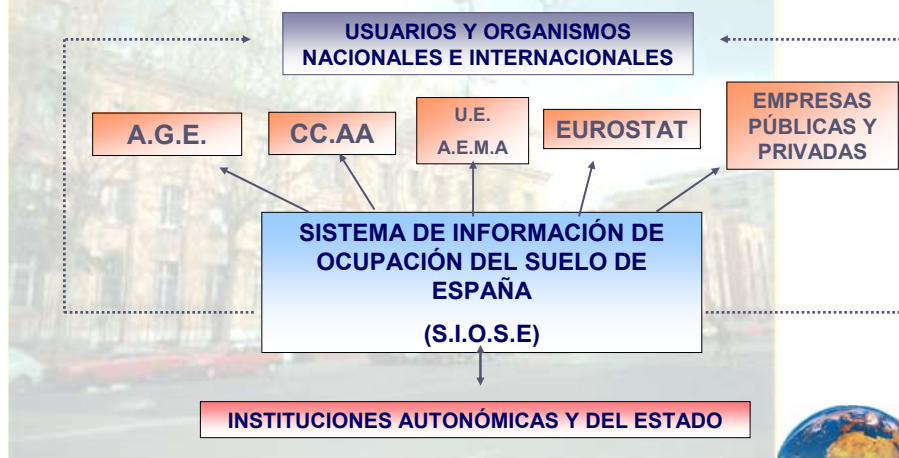 USUARIOS Y ORGANISMOS
NACIONALES E INTERNACIONALES
A.G.E.
CC.AA
U.E.
A.E.M.A
EUROSTAT
EMPRESAS
PÚBLICAS Y
PRIVADAS
SISTEMA DE INFORMACIÓN DE
OCUPACIÓN DEL SUELO DE
ESPAÑA
(S.I.O.S.E)
INSTITUCIONES AUTONÓMICAS Y DEL ESTADO